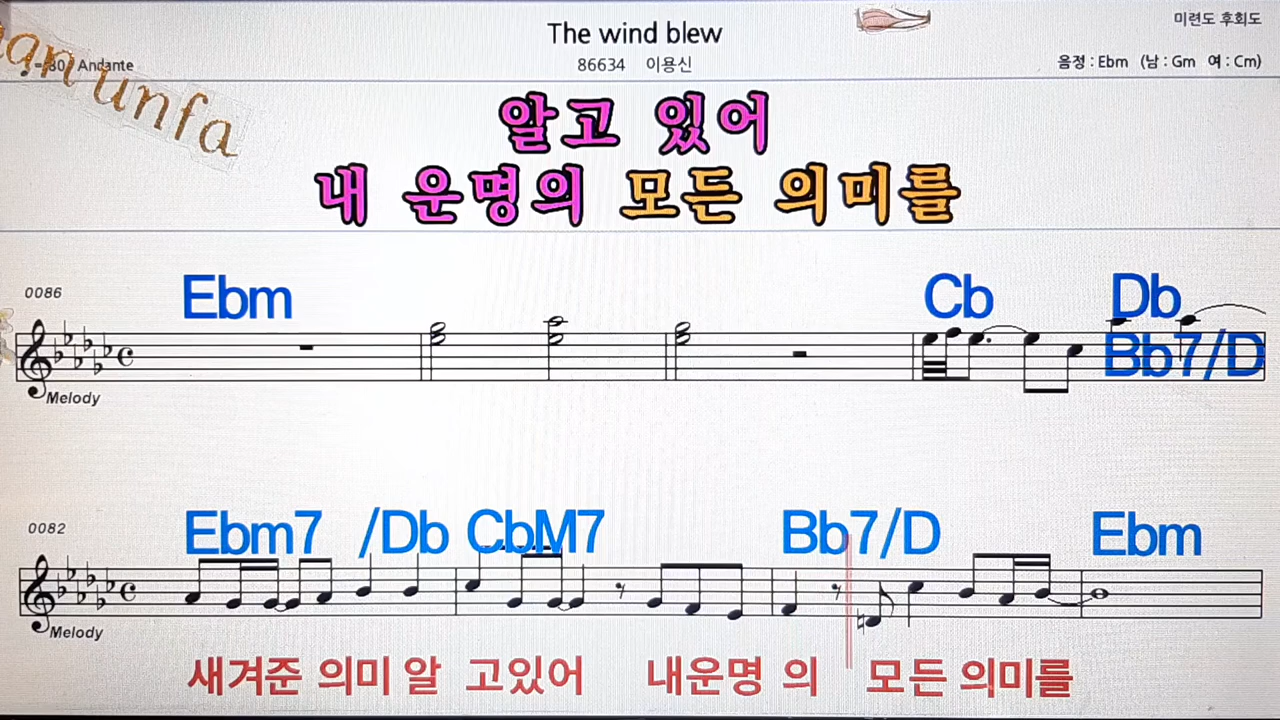 The wind blew
미련도 후회도
Andante
86634 이용신
음정 : Ebm (남 : Gm 여 : Cm)
unfa
알고 있어
내 운명의 모든 의미를
0086
Ebm Cb Db
Bb7/D
Melody
0082
Ebm7 /Db CbM7 Bb7/D Ebm
Melody
새겨준 의미 알 고있어 내운명 의 모든 의미를